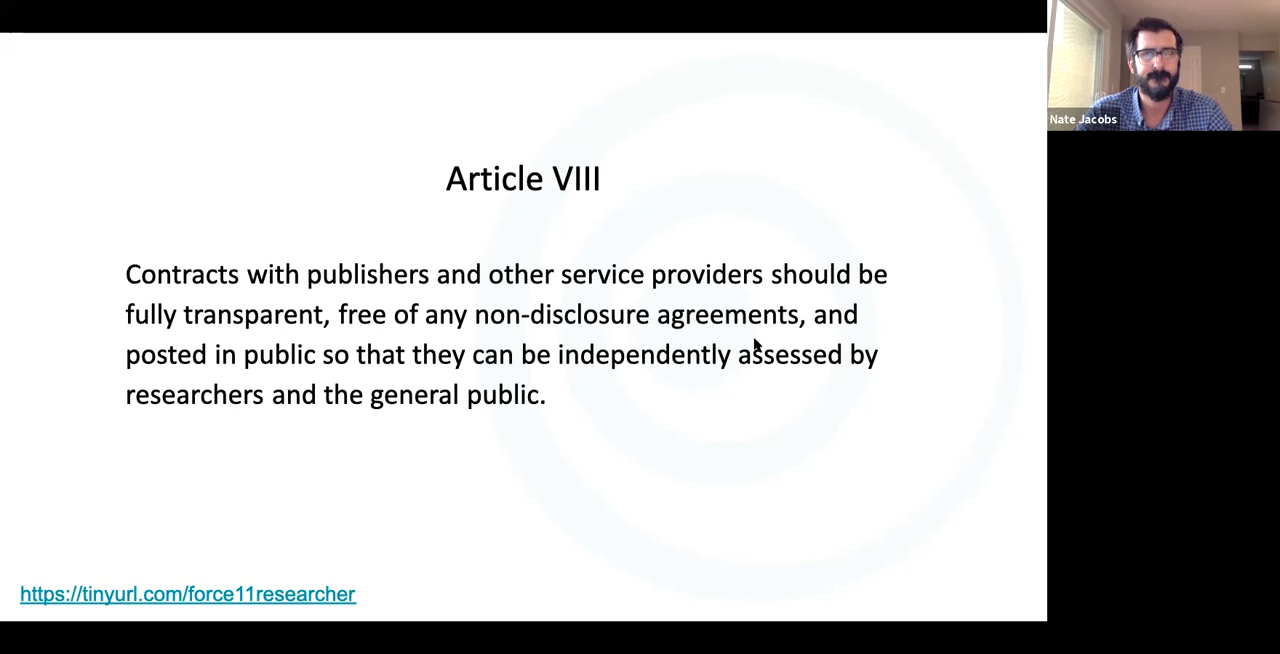 Article VIII
Contracts with publishers and other service providers should be
fully transparent, free of any non-disclosure agreements, and
posted in public so that they can be independently assessed by
researchers and the general public.
https://tinyurl.com/force11researcher
Nate Jacobs